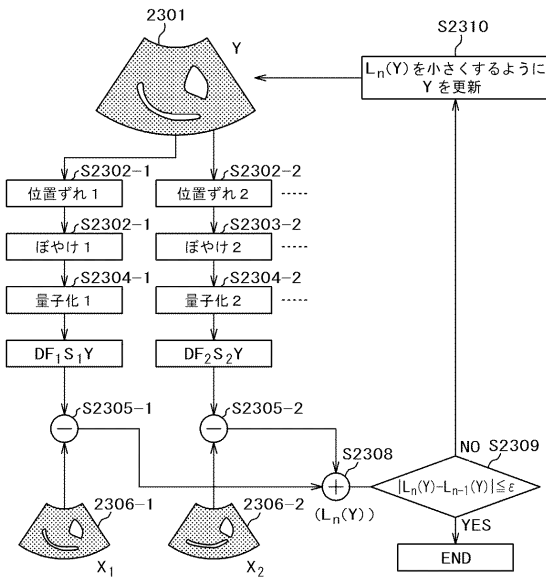 2301
Y
S2310
Ln(Y)を小さくするように
Yを更新
S2302-1
S2302-2
位置ずれ1
位置ずれ2
S2302-1
S2303-2
ぼやけ1
ぼやけ2
S2304-1
S2304-2
量子化1
量子化2
DF1S1Y
DF2S2Y
S2305-1
S2305-2
−
−
NO
S2309
S2308
+
|Ln(Y)−Ln−1(Y)|≦ε
(Ln(Y))
2306-1
2306-2
YES
END
X1
X2